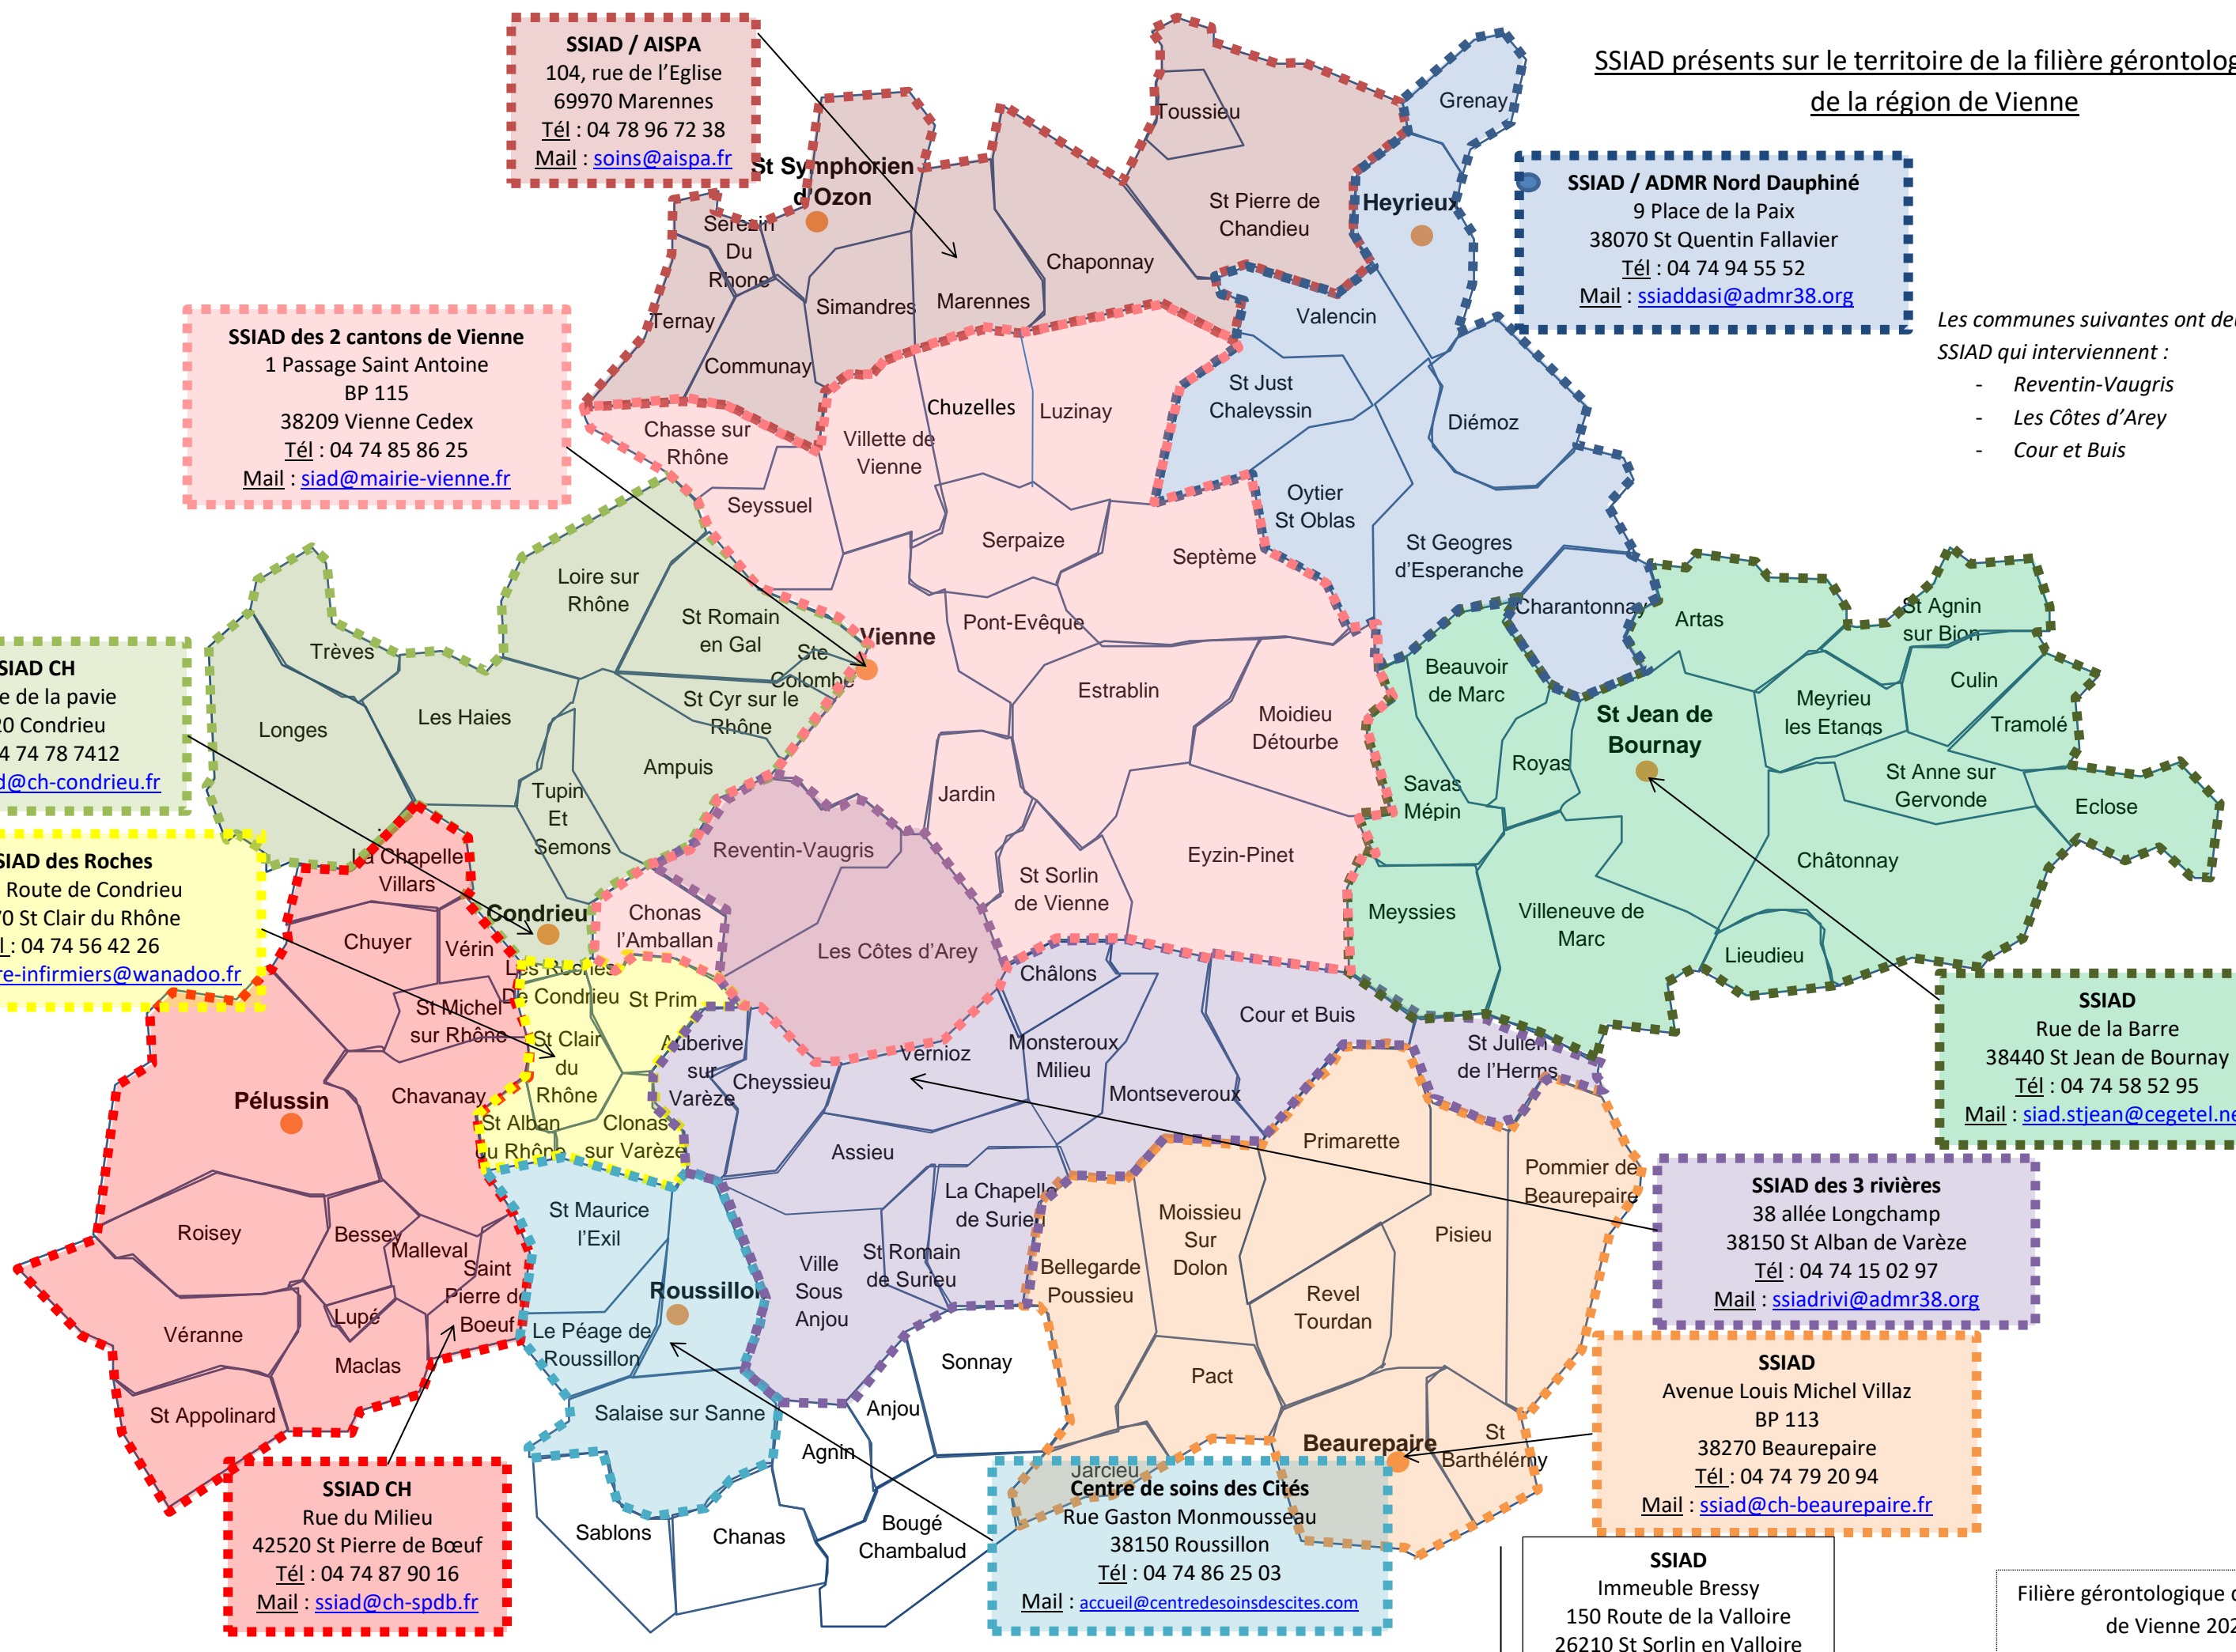 SSIAD présents sur le territoire de la filière
de la région de Vienne
SSIAD / AISPA
104, rue de l'Eglise
69970 Marennes
Tél : 04 78 96 72 38
Mail : soins@aispa.fr
SSIAD / ADMR Nord Dauphiné
9 Place de la Paix
38070 St Quentin Fallavier
Tél : 04 74 94 55 52
Mail : ssiaddasi@admr38.org
Les communes suivantes ont
SSIAD qui interviennent :
- Reventin-Vaugris
- Les Côtes d'Arey
- Cour et Buis
SSIAD des 2 cantons de Vienne
1 Passage Saint Antoine
BP 115
38209 Vienne Cedex
Tél : 04 74 85 86 25
Mail : siad@mairie-vienne.fr
St Symphorien
d'Ozon
Toussieu
Grenay
St Pierre de
Chandieu
Heyrieux
Serezin
Du
Rhone
Chaponnay
Simandres
Marennes
Ternay
Communay
Valencin
St Just
Chaleyssin
Diémoz
Chuzelles
Luzinay
Chasse sur
Rhône
Villette de
Vienne
Seyssuel
Oytier
St Oblas
Serpaize
Septème
St Geogres
d'Esperanche
Charantonnay
Loire sur
Rhône
St Romain
en Gal
Ste
Colombe
Vienne
Pont-Evêque
Artas
St Agnin
sur Bion
Trèves
Longes
Les Haies
St Cyr sur le
Rhône
Ampuis
Estrablin
Moidieu
Détourbe
Beauvoir
de Marc
St Jean de
Bournay
Meyrieu
les Etangs
Culin
Tramolé
SIAD CH
e de la pavie
0 Condrieu
4 74 78 7412
d@ch-condrieu.fr
Tupin
Et
Semons
Jardin
Savas
Mépin
Royas
St Anne sur
Gervonde
Eclose
Châtonnay
SIAD des Roches
Route de Condrieu
70 St Clair du Rhône
: 04 74 56 42 26
re-infirmiers@wanadoo.fr
La Chapelle
Villars
Reventin-Vaugris
Eyzin-Pinet
St Sorlin
de Vienne
Condrieu
Chonas
l'Amballan
Les Côtes d'Arey
Meyssies
Villeneuve de
Marc
Lieudieu
Chuyer
Vérin
St Michel
sur Rhône
Les Roches
De Condrieu
St Prim
St Clair
du
Rhône
Châlons
Cour et Buis
Auberive
sur
Varèze
Cheyssieu
Vernioz
Monsteroux
Milieu
Montseveroux
St Julien
de l'Herms
SSIAD
Rue de la Barre
38440 St Jean de Bournay
Tél : 04 74 58 52 95
Mail : siad.stjean@cegetel.ne
Pélussin
Chavanay
St Alban
du Rhône
Clonas
sur Varèze
Assieu
Primarette
Pommier de
Beaurepaire
SSIAD des 3 rivières
38 allée Longchamp
38150 St Alban de Varèze
Tél : 04 74 15 02 97
Mail : ssiadrivi@admr38.org
Roisey
Bessey
Malleval
Saint
Pierre de
Boeuf
St Maurice
l'Exil
La Chapelle
de Surieu
Moissieu
Sur
Dolon
Pisieu
Ville
Sous
Anjou
St Romain
de Surieu
Bellegarde
Poussieu
Revel
Tourdan
Roussillon
Véranne
Lupé
Maclas
Le Péage de
Roussillon
Sonnay
Pact
St Appolinard
Salaise sur Sanne
Anjou
Agnin
SSIAD
Avenue Louis Michel Villaz
BP 113
38270 Beaurepaire
Tél : 04 74 79 20 94
Mail : ssiad@ch-beaurepaire.fr
Beaurepaire
St
Barthélémy
Jarcieu
SSIAD CH
Rue du Milieu
42520 St Pierre de Bœuf
Tél : 04 74 87 90 16
Mail : ssiad@ch-spdb.fr
Sablons
Chanas
Bougé
Chambalud
Centre de soins des Cités
Rue Gaston Monmousseau
38150 Roussillon
Tél : 04 74 86 25 03
Mail : accueil@centredesoinsdescites.com
SSIAD
Immeuble Bressy
150 Route de la Valloire
26210 St Sorlin en Valloire
Filière gérontologique
de Vienne 202